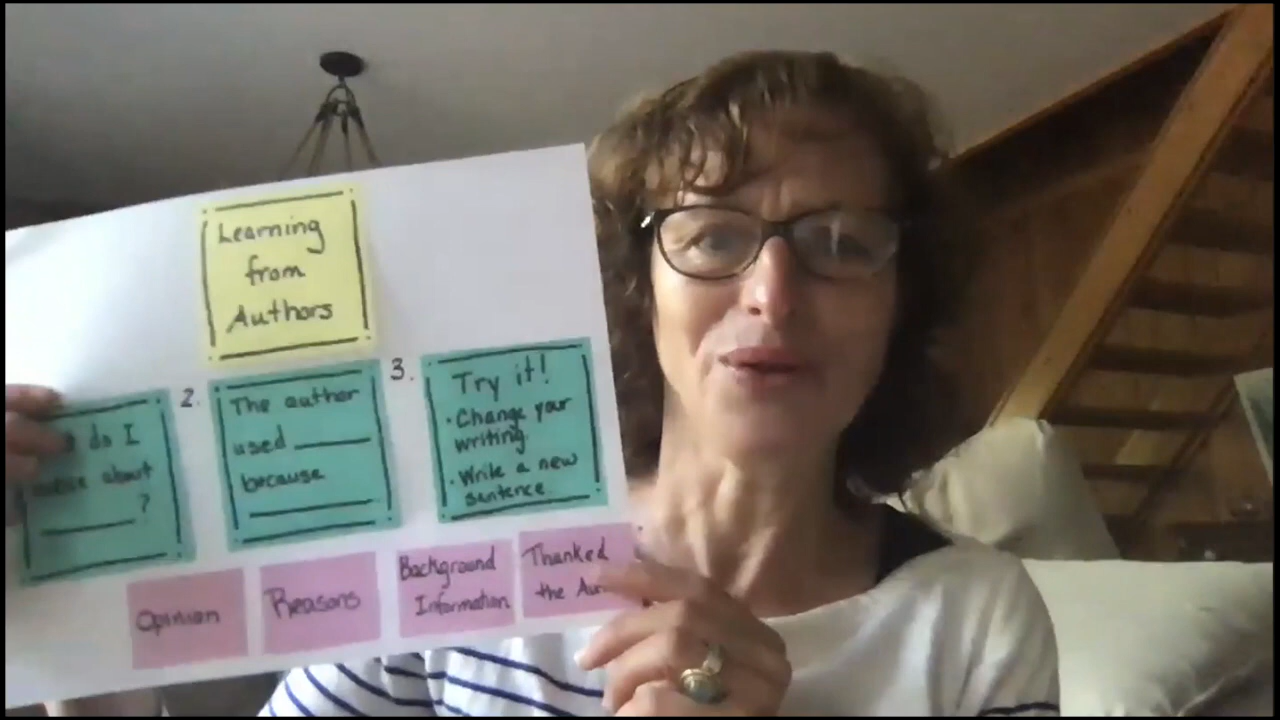 Learning
from
Authors
do I
about
?
2.
The author
used
because
3.
Try it!
• Change your
writing.
• Write a new
sentence.
Opinion
Reasons
Background
Information
Thanked
the